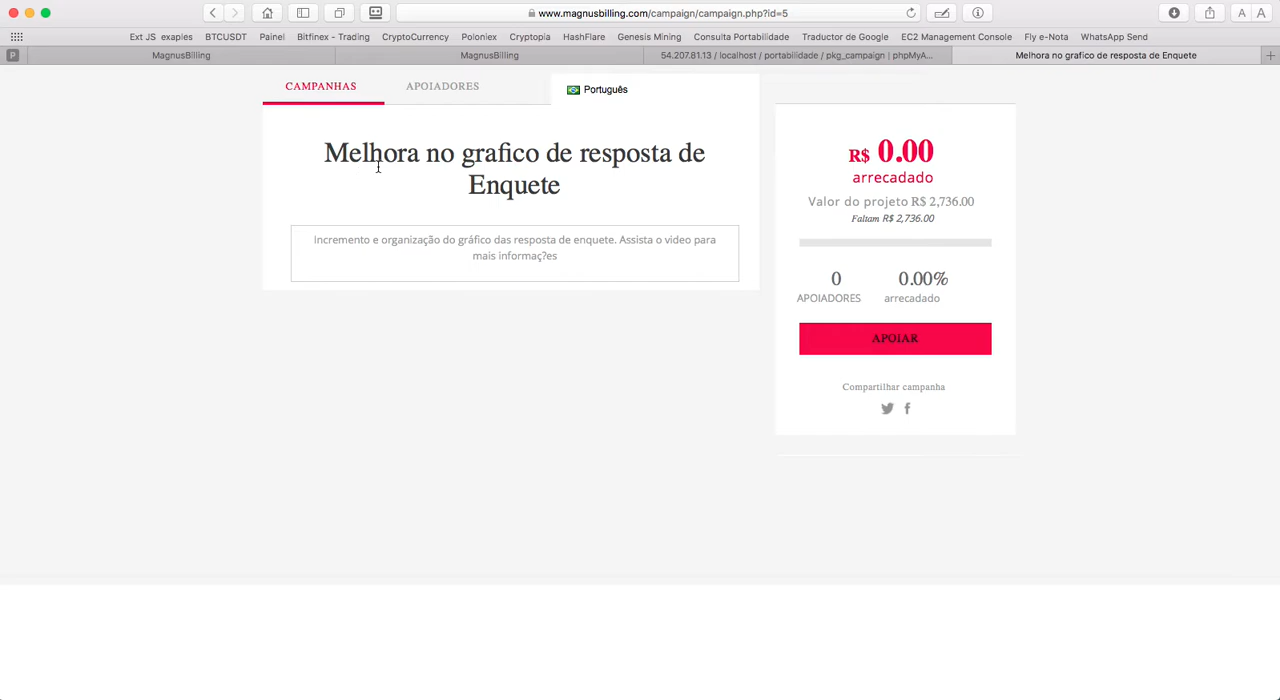 www.magnusbilling.com/campaign/campaign.php?id=5
A A
Ext JS exaples BTCUSDT Painel Bitfinex - Trading CryptoCurrency Poloniex Cryptopia HashFlare Genesis Mining Consulta Portabilidade Traductor de Google EC2 Management Console Fly e-Nota WhatsApp Send
P MagnusBilling MagnusBilling 54.207.81.13 / localhost / portabilidade / pkg_campaign | phpMyA... Melhora no grafico de resposta de Enquete +
CAMPANHAS APOIADORES Português
Melhora no grafico de resposta de
Enquete
Incremento e organização do gráfico das resposta de enquete. Assista o video para
mais informaç?es
R$ 0.00
arrecadado
Valor do projeto R$ 2,736.00
Faltam R$ 2,736.00
0 0.00%
APOIADORES arrecadado
APOIAR
Compartilhar campanha